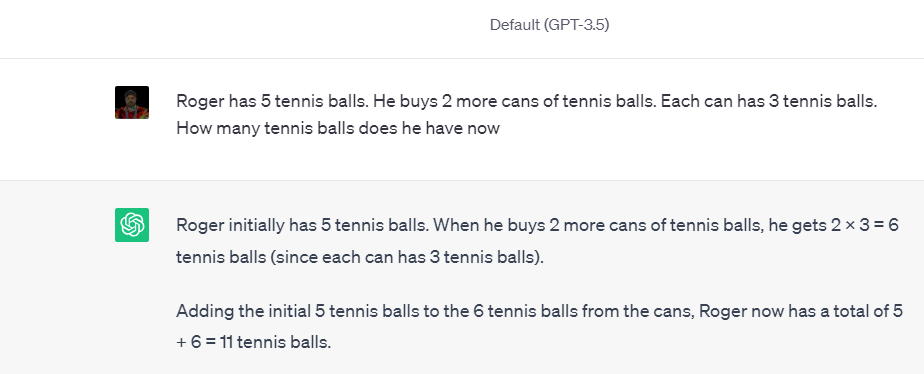 Default (GPT-3.5)
Roger has 5 tennis balls. He buys 2 more cans of tennis balls. Each can has 3 tennis balls.
How many tennis balls does he have now
Roger initially has 5 tennis balls. When he buys 2 more cans of tennis balls, he gets 2 × 3 = 6
tennis balls (since each can has 3 tennis balls).
Adding the initial 5 tennis balls to the 6 tennis balls from the cans, Roger now has a total of 5
+ 6 = 11 tennis balls.